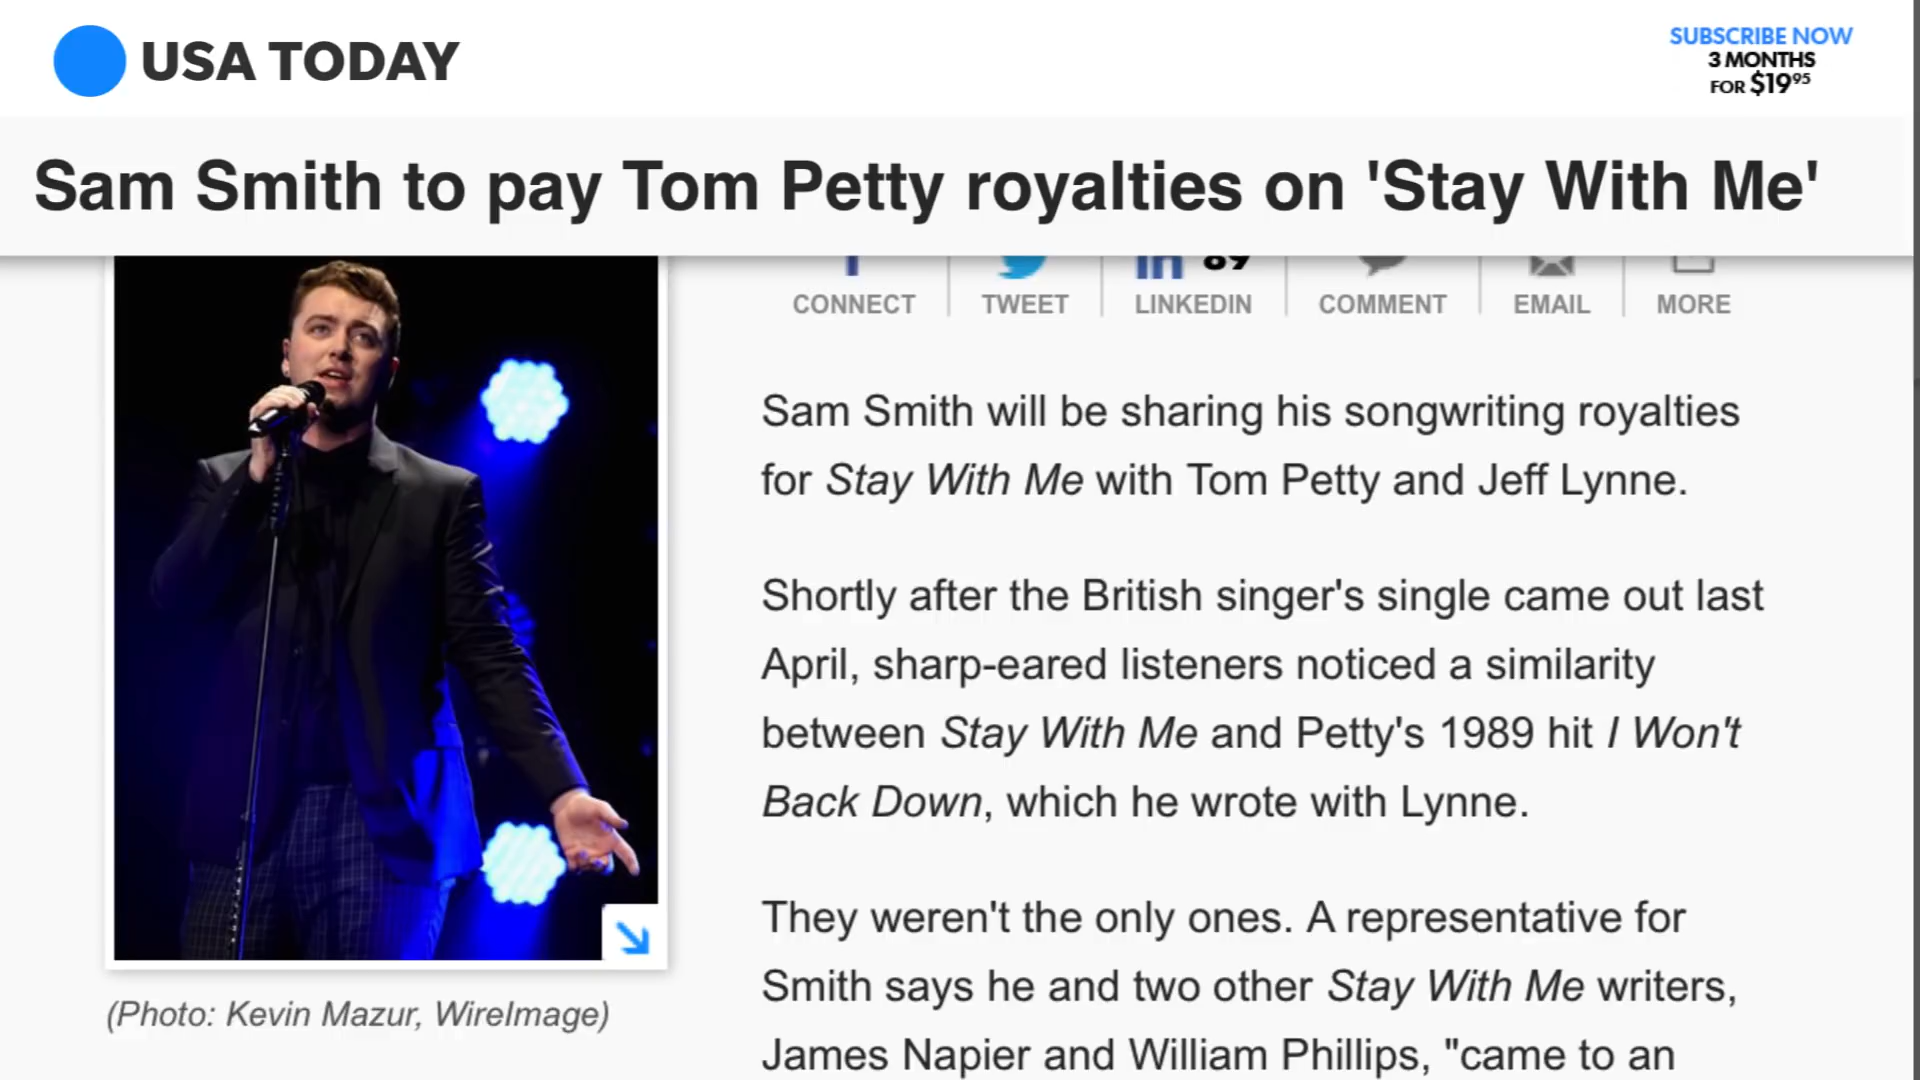 USA TODAY
SUBSCRIBE NOW
3 MONTHS
FOR $1995
Sam Smith to pay Tom Petty royalties on 'Stay With Me'
89
CONNECT
TWEET
LINKEDIN
COMMENT
EMAIL
MORE
Sam Smith will be sharing his songwriting royalties
for Stay With Me with Tom Petty and Jeff Lynne.
Shortly after the British singer's single came out last
April, sharp-eared listeners noticed a similarity
between Stay With Me and Petty's 1989 hit I Won't
Back Down, which he wrote with Lynne.
They weren't the only ones. A representative for
Smith says he and two other Stay With Me writers,
James Napier and William Phillips, "came to an
(Photo: Kevin Mazur, WireImage)